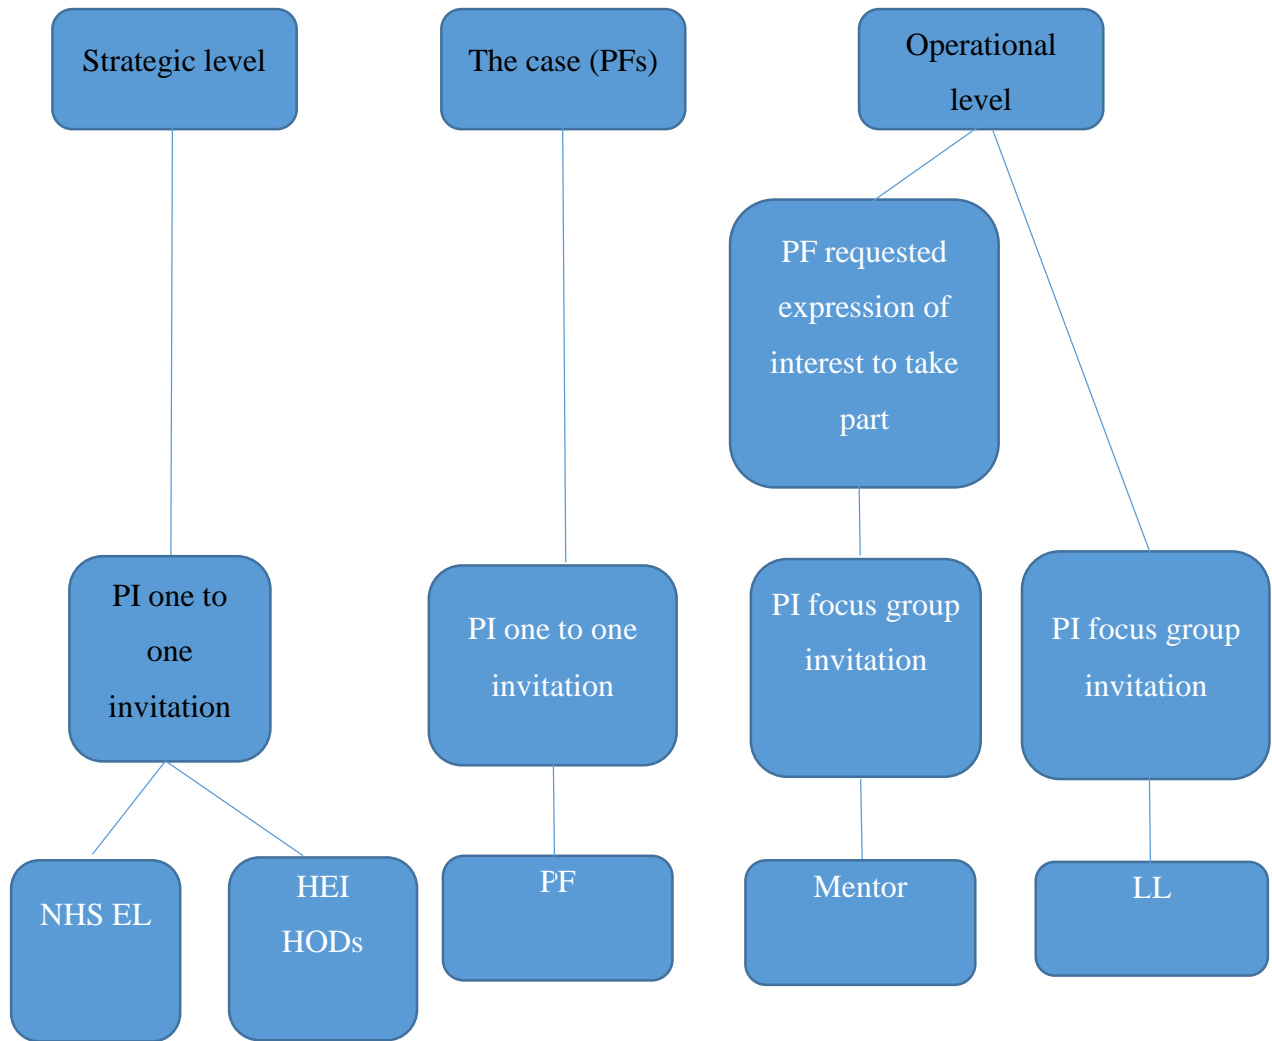 Strategic level
The case (PFs)
Operational
level
PF requested
expression of
interest to take
part
PI one to
one
invitation
PI one to one
invitation
PI focus group
invitation
PI focus group
invitation
NHS EL
HEI
HODs
PF
Mentor
LL